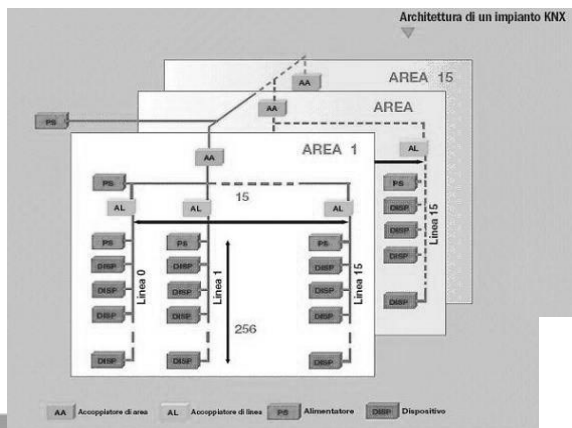 Architettura di un impianto KNX
AREA 15
AA
AREA
AA
PS
AL
AREA 1
AA
PS
15
AL
AL
AL
PS
DISP
DISP
DISP
DISP
Linea 15
PS
DISP
DISP
DISP
DISP
Linea 0
PS
DISP
DISP
DISP
DISP
Linea 1
256
PS
DISP
DISP
DISP
DISP
Linea 15
AA Accoppiatore di area
AL Accoppiatore di linea
PS Alimentatore
DISP Dispositivo